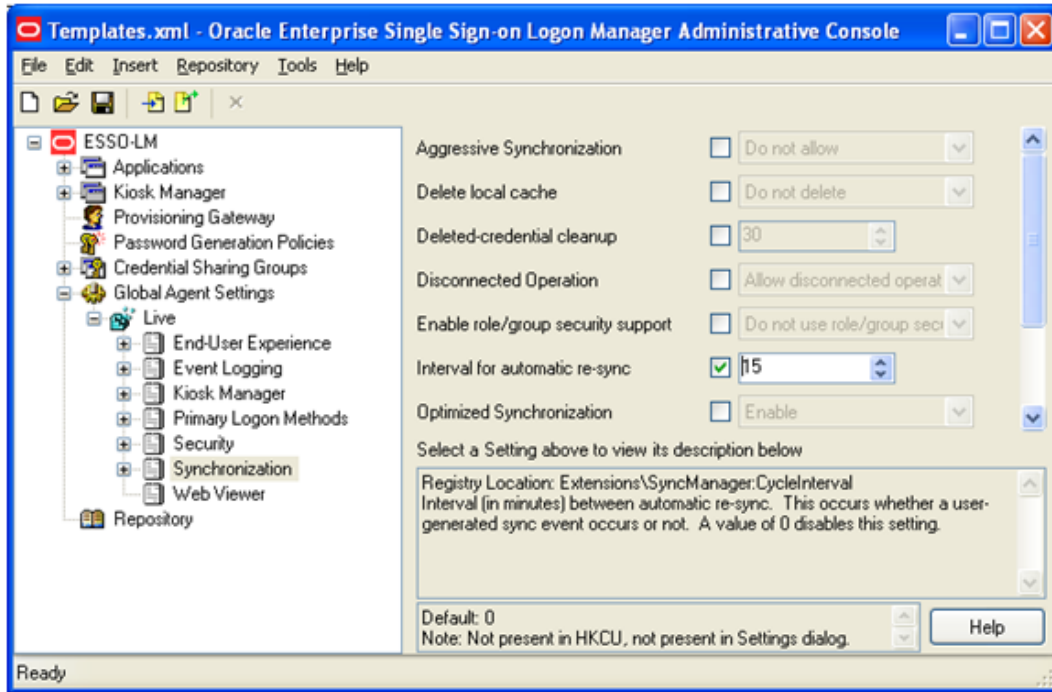 Templates.xml - Oracle Enterprise Single Sign-on Logon Manager Administrative Console
File Edit Insert Repository Tools Help
ESSO-LM
Applications
Kiosk Manager
Provisioning Gateway
Password Generation Policies
Credential Sharing Groups
Global Agent Settings
Live
End-User Experience
Event Logging
Kiosk Manager
Primary Logon Methods
Security
Synchronization
Web Viewer
Repository
Aggressive Synchronization Do not allow
Delete local cache Do not delete
Deleted-credential cleanup 30
Disconnected Operation Allow disconnected operat
Enable role/group security support Do not use role/group secu
Interval for automatic re-sync 15
Optimized Synchronization Enable
Select a Setting above to view its description below
Registry Location: Extensions\SyncManager:CycleInterval
Interval (in minutes) between automatic re-sync. This occurs whether a user-
generated sync event occurs or not. A value of 0 disables this setting.
Default: 0
Note: Not present in HKCU, not present in Settings dialog.
Help
Ready